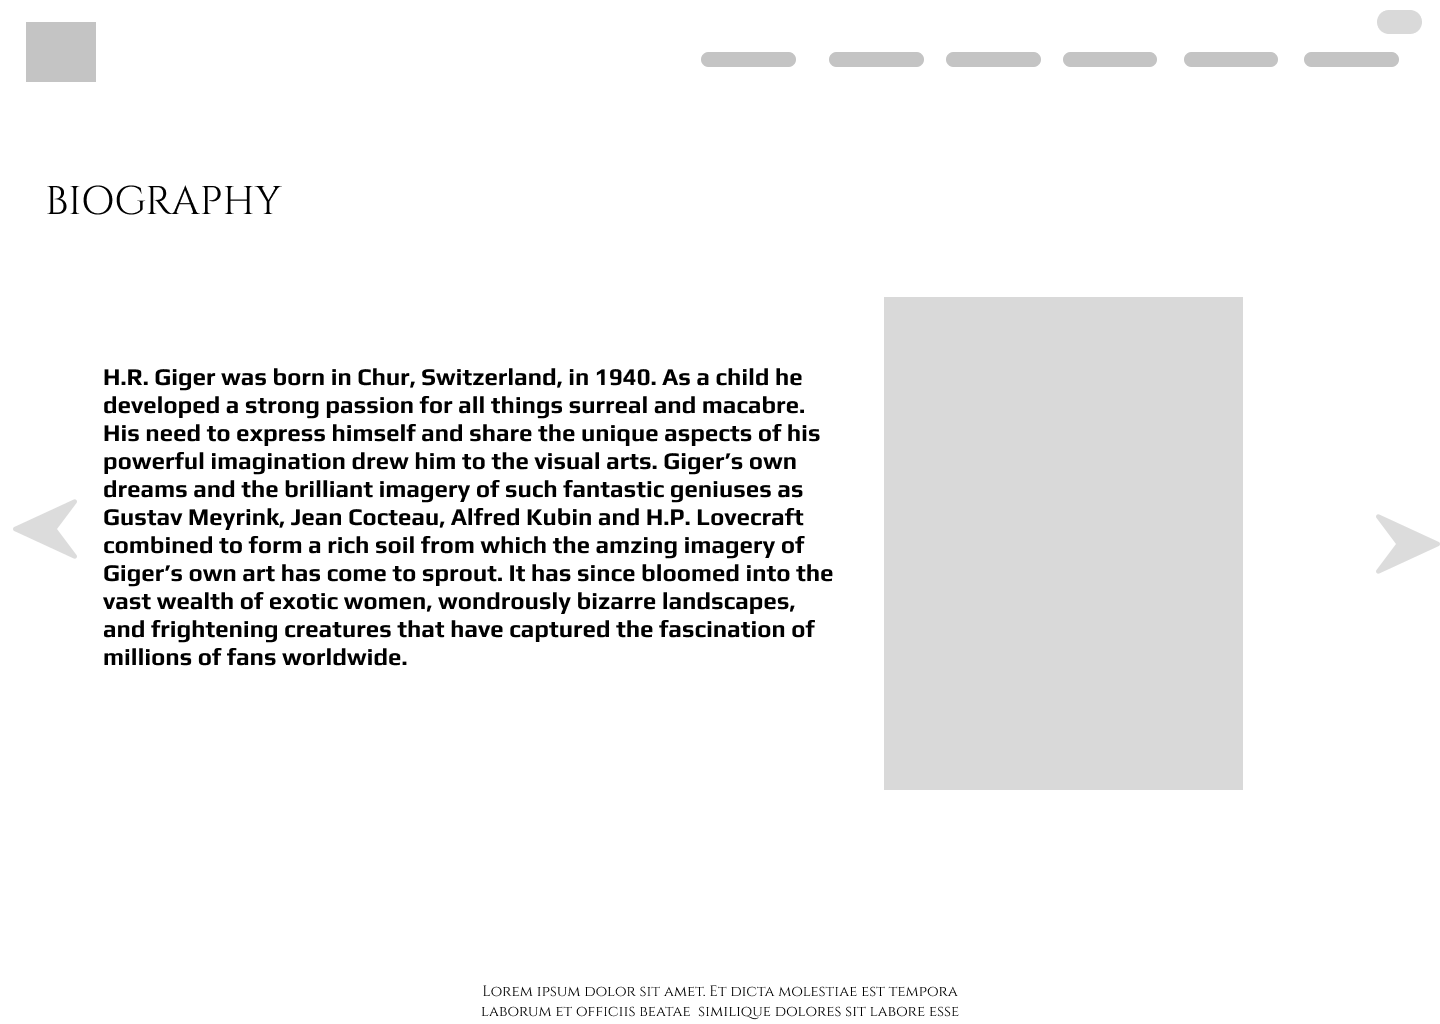 BIOGRAPHY
H.R. Giger was born in Chur, Switzerland, in 1940. As a child he
developed a strong passion for all things surreal and macabre.
His need to express himself and share the unique aspects of his
powerful imagination drew him to the visual arts. Giger’s own
dreams and the brilliant imagery of such fantastic geniuses as
Gustav Meyrink, Jean Cocteau, Alfred Kubin and H.P. Lovecraft
combined to form a rich soil from which the amzing imagery of
Giger’s own art has come to sprout. It has since bloomed into the
vast wealth of exotic women, wondrously bizarre landscapes,
and frightening creatures that have captured the fascination of
millions of fans worldwide.
Lorem ipsum dolor sit amet. Et dicta molestiae est tempora
laborum et officiis beatae  similique dolores sit labore esse